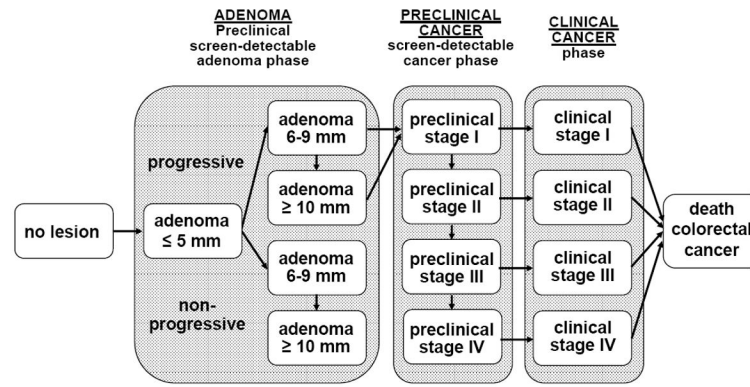 ADENOMA
Preclinical
screen-detectable
adenoma phase
PRECLINICAL
CANCER
screen-detectable
cancer phase
CLINICAL
CANCER
phase
no lesion
progressive
non-
progressive
adenoma
≤ 5 mm
adenoma
6-9 mm
adenoma
≥ 10 mm
adenoma
6-9 mm
adenoma
≥ 10 mm
preclinical
stage I
preclinical
stage II
preclinical
stage III
preclinical
stage IV
clinical
stage I
clinical
stage II
clinical
stage III
clinical
stage IV
death
colorectal
cancer